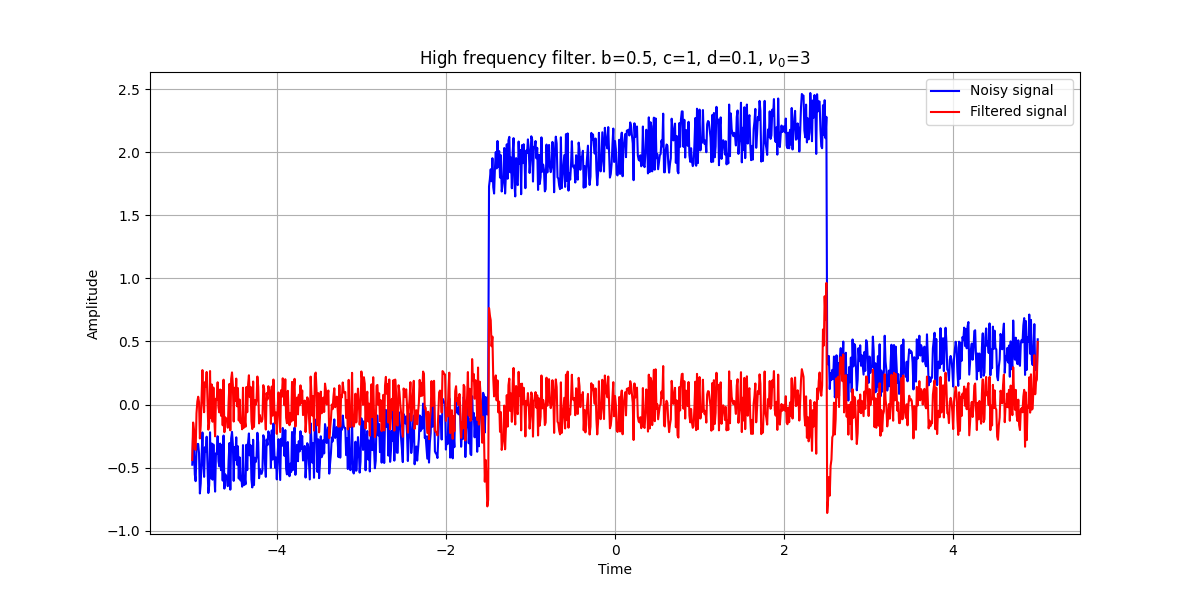 High frequency filter. b=0.5, c=1, d=0.1, ν₀=3
Noisy signal
Filtered signal
Amplitude
2.5
2.0
1.5
1.0
0.5
0.0
−0.5
−1.0
−4
−2
0
2
4
Time